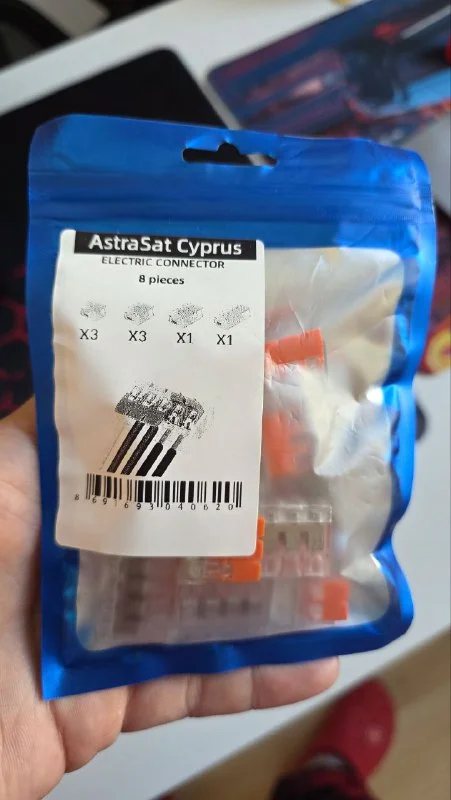 AstraSat Cyprus
ELECTRIC CONNECTOR
8 pieces
X3 X3 X1 X1
8 691693 040620